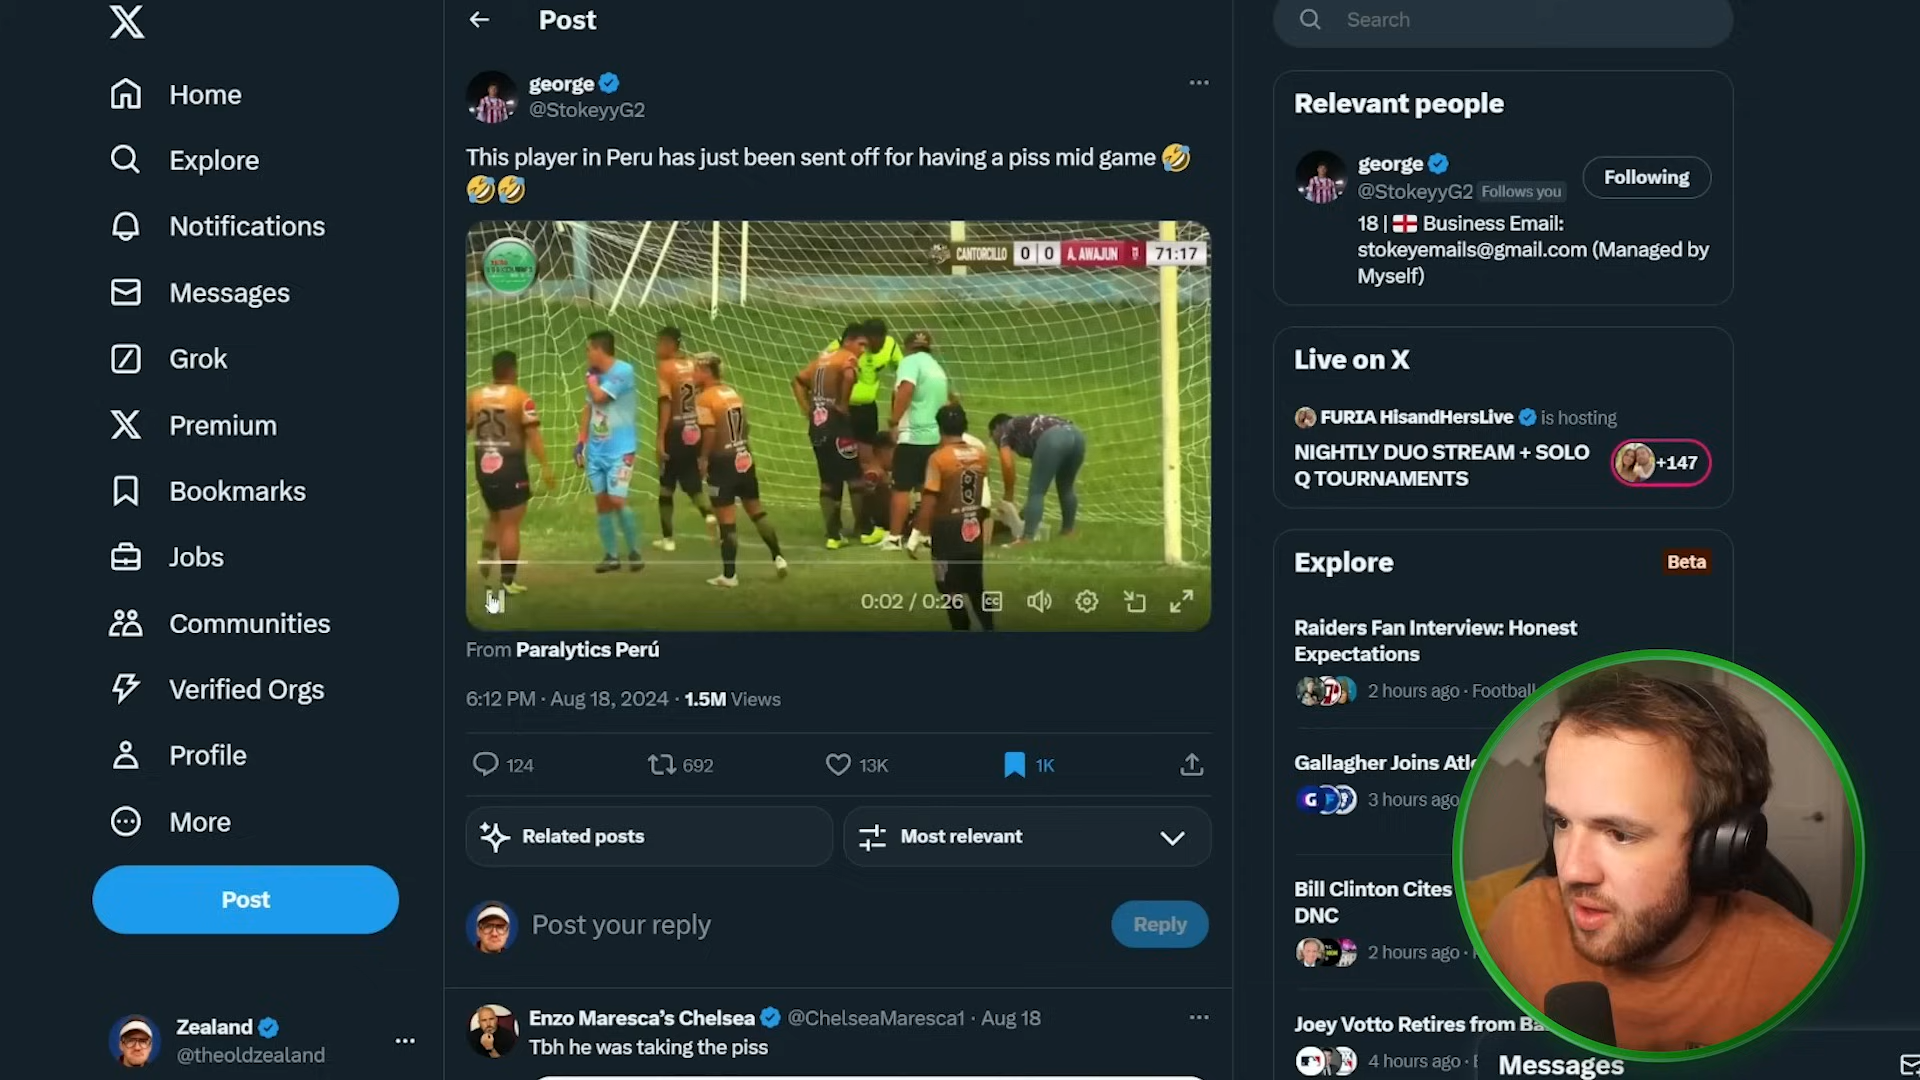 Home
Explore
Notifications
Messages
Grok
Premium
Bookmarks
Jobs
Communities
Verified Orgs
Profile
More
Post
Zealand
@theoldzealand
Post
george
@StokeyyG2
This player in Peru has just been sent off for having a piss mid game 🤣
🤣🤣
CANTORCILLO 0 0 A. AWAJUN 71:17
25
2
17
11
8
0:02 / 0:26
CC
From Paralytics Perú
6:12 PM · Aug 18, 2024 · 1.5M Views
124
692
13K
1K
Related posts
Most relevant
Post your reply
Reply
Enzo Maresca's Chelsea @ChelseaMaresca1 · Aug 18
Tbh he was taking the piss
Search
Relevant people
george
@StokeyyG2 Follows you
Following
18 | 🏴󠁧󠁢󠁥󠁮󠁧󠁿 Business Email:
stokeyemails@gmail.com (Managed by
Myself)
Live on X
FURIA HisandHersLive is hosting
NIGHTLY DUO STREAM + SOLO
Q TOURNAMENTS
+147
Explore
Beta
Raiders Fan Interview: Honest
Expectations
2 hours ago · Football
Gallagher Joins
3 hours ago
Bill Clinton Cites
DNC
2 hours ago ·
Joey Votto Retires from
4 hours ago ·
Messages